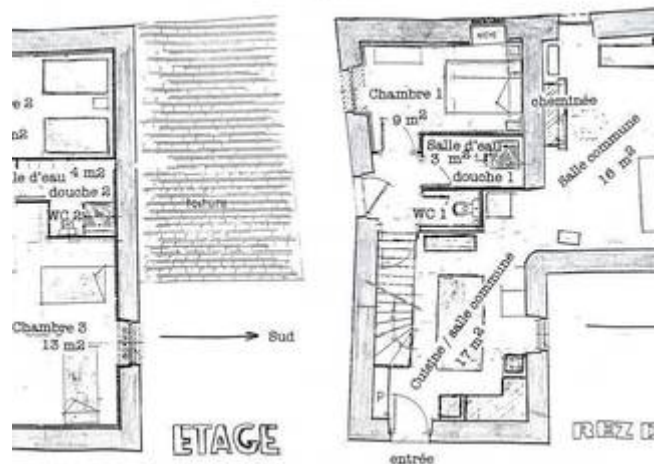 e 2
m²
4 m2
le d'eau
douche 2
WC 2
toiture
Chambre 3
13 m2
Sud
ETAGE
NICHE
Chambre 1
9 m²
Salle d'eau
3 m²
douche 1
WC 1
cheminée
Salle commune
16 m²
Cuisine / salle commune
17 m²
P
entrée
REZ D